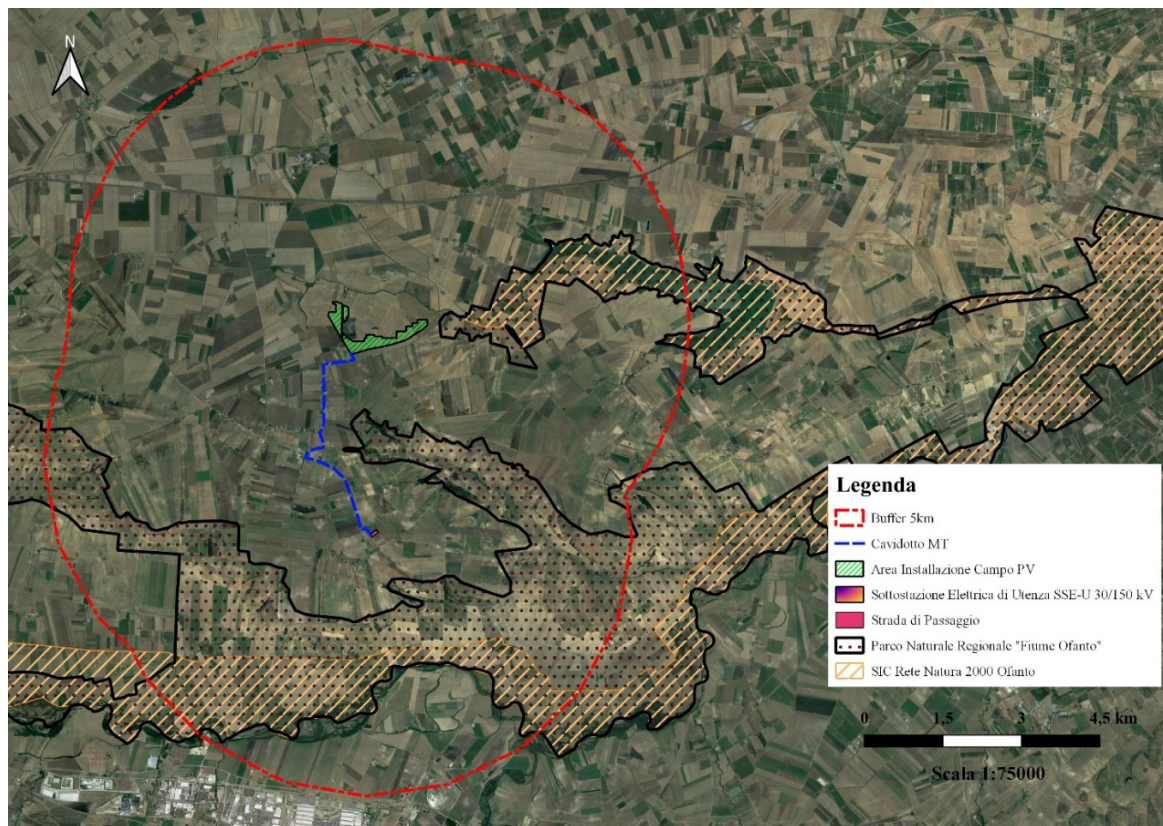 N
Legenda
Buffer 5km
Cavidotto MT
Area Installazione Campo PV
Sottostazione Elettrica di Utenza SSE-U 30/150 kV
Strada di Passaggio
Parco Naturale Regionale "Fiume Ofanto"
SIC Rete Natura 2000 Ofanto
0 1,5 3 4,5 km
Scala 1:75000